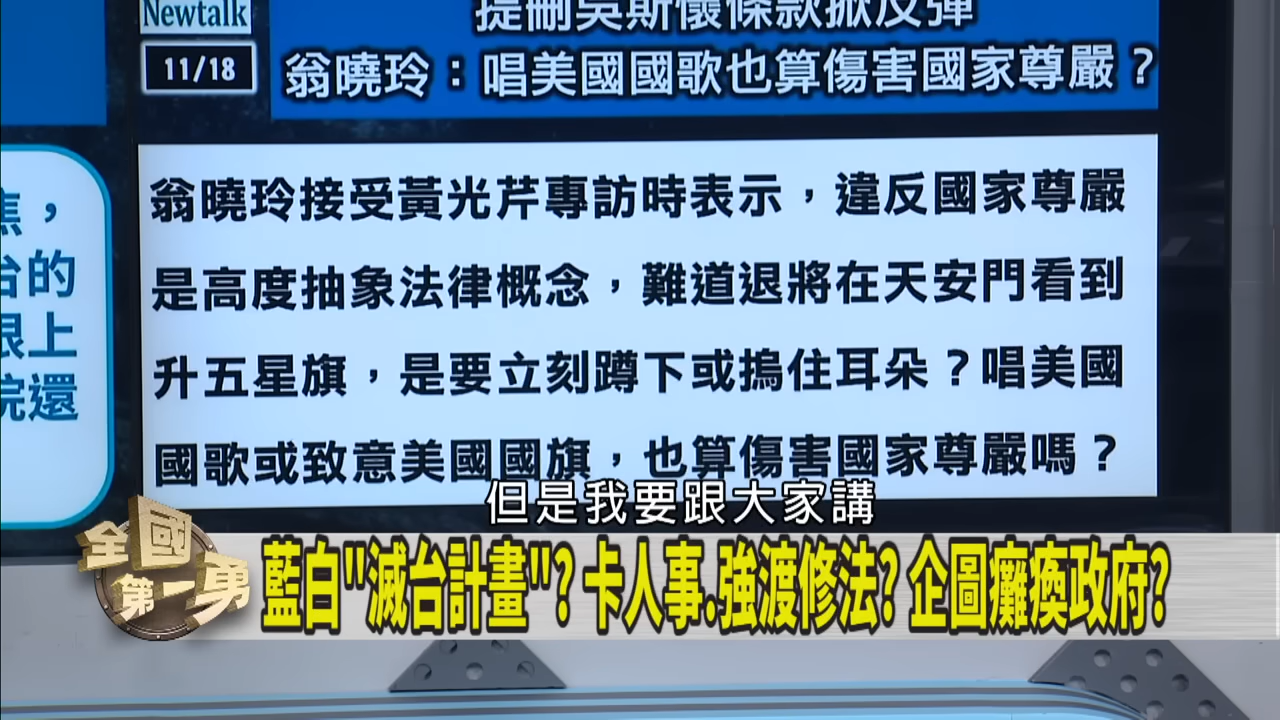 Newtalk
11/18
提刪吳斯懷條款掀反彈
翁曉玲：唱美國國歌也算傷害國家尊嚴？
翁曉玲接受黃光芹專訪時表示，違反國家尊嚴
是高度抽象法律概念，難道退將在天安門看到
升五星旗，是要立刻蹲下或摀住耳朵？唱美國
國歌或致意美國國旗，也算傷害國家尊嚴嗎？
台的
上
院還
但是我要跟大家講
全國
第一勇
藍白"滅台計畫"？卡人事.強渡修法？企圖癱瘓政府？